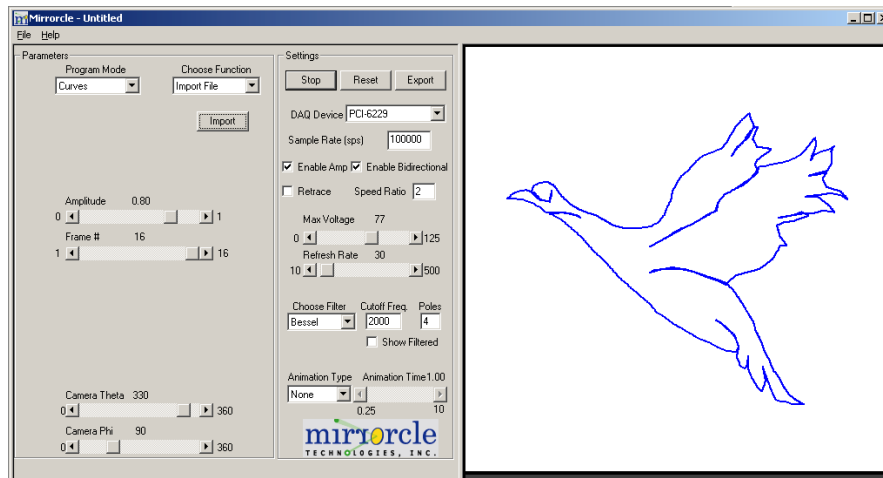 Mirrorcle - Untitled
File Help
Parameters
Program Mode Choose Function
Curves Import File
Import
Amplitude 0.80
0 1
Frame # 16
1 16
Camera Theta 330
0 360
Camera Phi 90
0 360
Settings
Stop Reset Export
DAQ Device PCI-6229
Sample Rate (sps) 100000
Enable Amp Enable Bidirectional
Retrace Speed Ratio 2
Max Voltage 77
0 125
Refresh Rate 30
10 500
Choose Filter Cutoff Freq. Poles
Bessel 2000 4
Show Filtered
Animation Type Animation Time 1.00
None
0.25 10
mirrorcle
TECHNOLOGIES, INC.